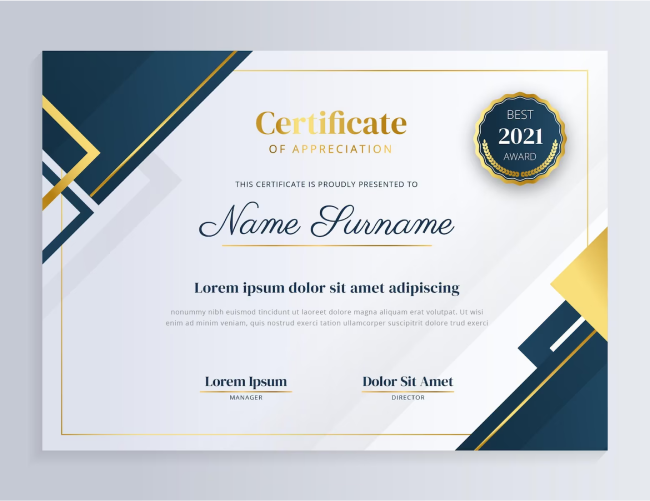 Certificate
OF APPRECIATION
BEST
2021
AWARD
THIS CERTIFICATE IS PROUDLY PRESENTED TO
Name Surname
Lorem ipsum dolor sit amet adipiscing
nonummy nibh euismod tincidunt ut laoreet dolore magna aliquam erat volutpat. Ut wisi
enim ad minim veniam, quis nostrud exerci tation ullamcorper suscipitrit dolore trud exerci
Lorem Ipsum
MANAGER
Dolor Sit Amet
DIRECTOR